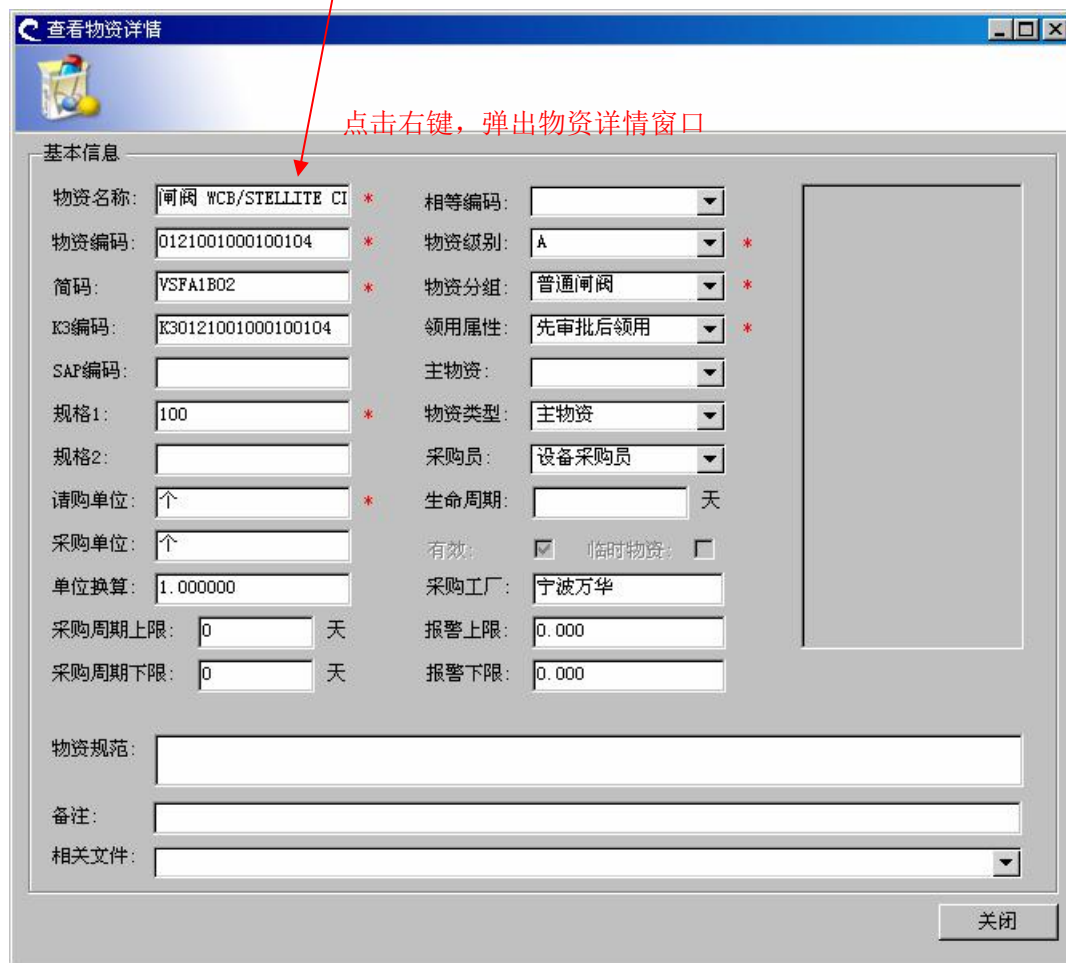 查看物资详情
点击右键，弹出物资详情窗口
基本信息
物资名称: 闸阀 WCB/STELLITE CI * 相等编码:
物资编码: 0121001000100104 * 物资级别: A *
简码: VSFA1B02 * 物资分组: 普通闸阀 *
K3编码: K30121001000100104 领用属性: 先审批后领用 *
SAP编码: 主物资:
规格1: 100 * 物资类型: 主物资
规格2: 采购员: 设备采购员
请购单位: 个 * 生命周期: 天
采购单位: 个 有效: 临时物资:
单位换算: 1.000000 采购工厂: 宁波万华
采购周期上限: 0 天 报警上限: 0.000
采购周期下限: 0 天 报警下限: 0.000
物资规范:
备注:
相关文件:
关闭